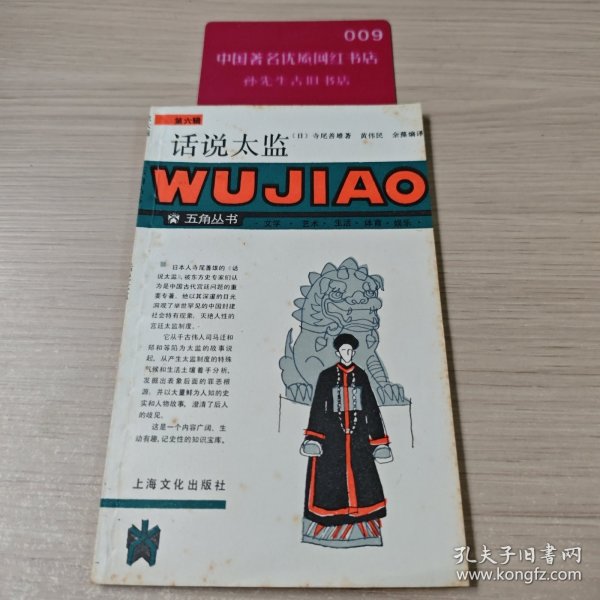 009
中国著名优质网红书店
孙先生古旧书店
第六辑
话说太监
〔日〕寺尾善雄著 黄伟民 余藻编译
WUJIAO
五角丛书
·文学·艺术·生活·体育·娱乐·
日本人寺尾善雄的《话
说太监》,被东方史专家们认
为是中国古代宫廷问题的重
要专著。他以其深邃的目光
洞观了举世罕见的中国封建
社会特有现象,灭绝人性的
宫廷太监制度。
它从千古伟人司马迁和
郑和等陷为太监的故事说
起,从产生太监制度的特殊
气候和生活土壤着手分析,
发掘出表象后面的罪恶根
源;并以大量鲜为人知的史
实和人物故事,澄清了后人
的歧见。
这是一个内容广阔、生
动有趣,记史性的知识宝库。
上海文化出版社
孔夫子旧书网
www.kongfz.com